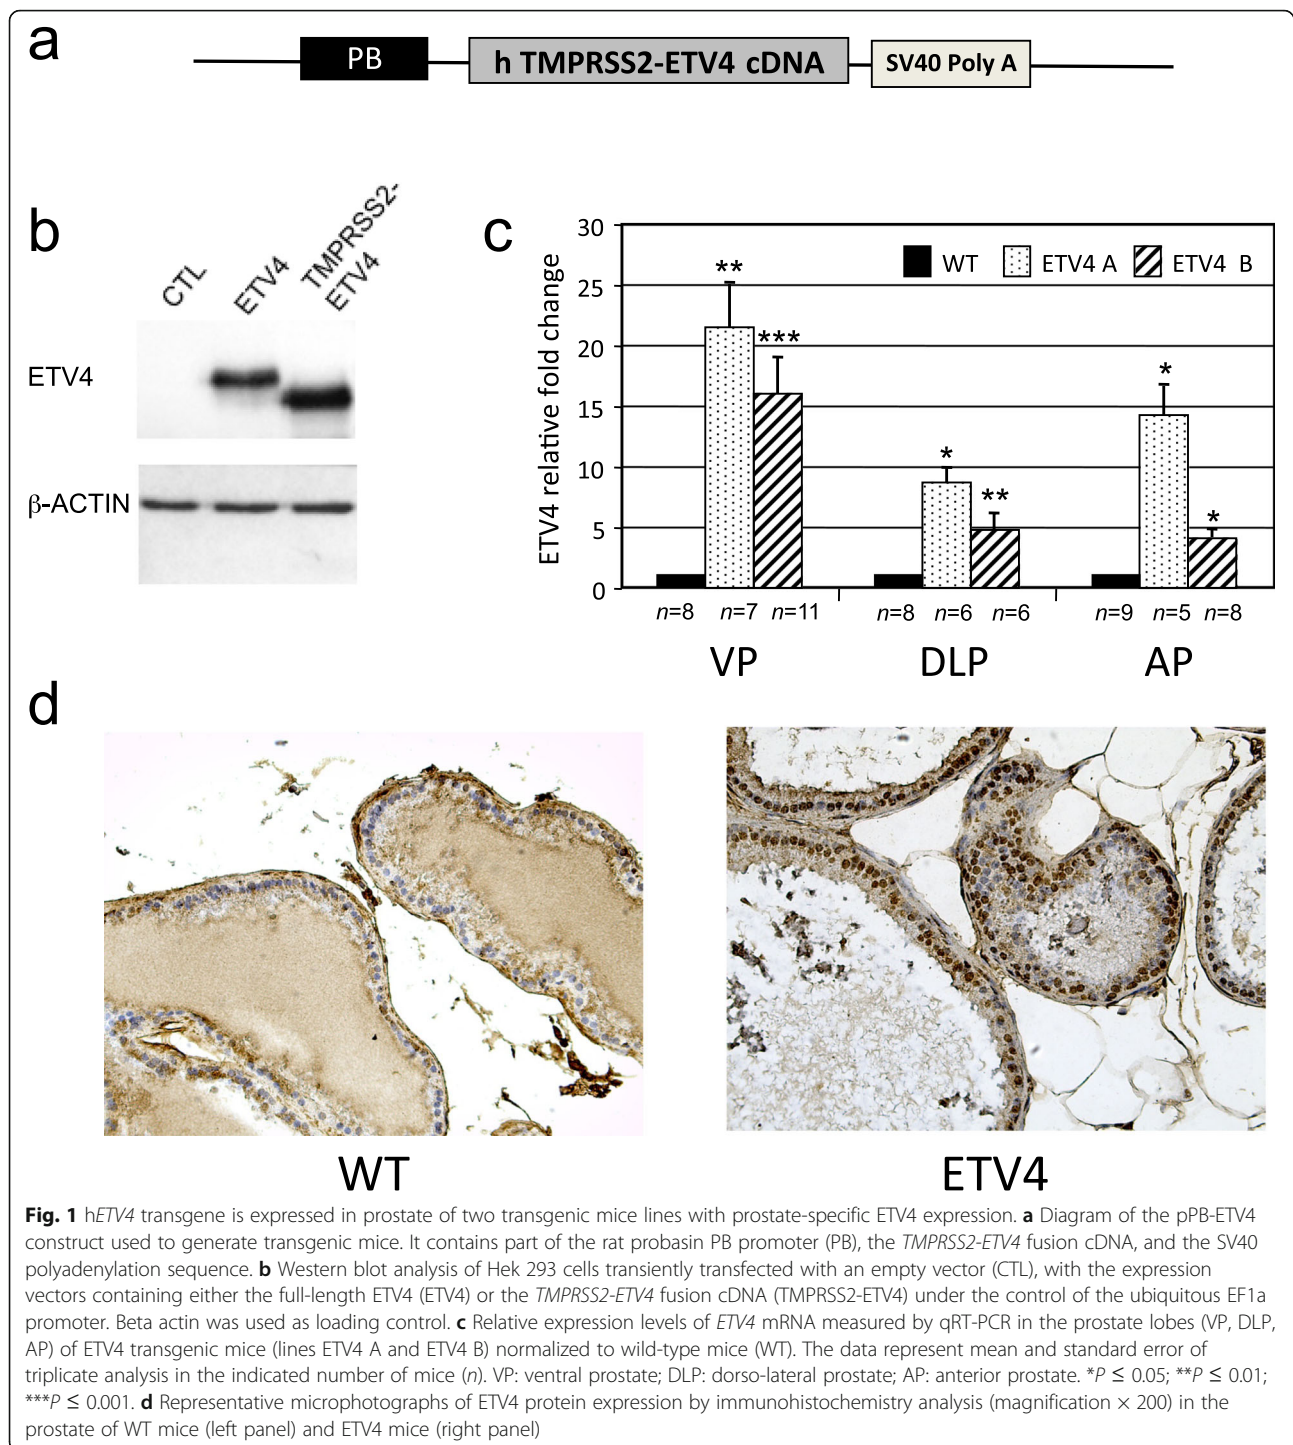 a
PB
h TMPRSS2-ETV4 cDNA
SV40 Poly A
b
CTL
ETV4
TMPRSS2-
ETV4
ETV4
β-ACTIN
c
ETV4 relative fold change
30
25
20
15
10
5
0
WT
ETV4 A
ETV4 B
**
***
*
**
*
*
n=8 n=7 n=11 n=8 n=6 n=6 n=9 n=5 n=8
VP DLP AP
d
WT ETV4
Fig. 1 hETV4 transgene is expressed in prostate of two transgenic mice lines with prostate-specific ETV4 expression. a Diagram of the pPB-ETV4
construct used to generate transgenic mice. It contains part of the rat probasin PB promoter (PB), the TMPRSS2-ETV4 fusion cDNA, and the SV40
polyadenylation sequence. b Western blot analysis of Hek 293 cells transiently transfected with an empty vector (CTL), with the expression
vectors containing either the full-length ETV4 (ETV4) or the TMPRSS2-ETV4 fusion cDNA (TMPRSS2-ETV4) under the control of the ubiquitous EF1a
promoter. Beta actin was used as loading control. c Relative expression levels of ETV4 mRNA measured by qRT-PCR in the prostate lobes (VP, DLP,
AP) of ETV4 transgenic mice (lines ETV4 A and ETV4 B) normalized to wild-type mice (WT). The data represent mean and standard error of
triplicate analysis in the indicated number of mice (n). VP: ventral prostate; DLP: dorso-lateral prostate; AP: anterior prostate. *P ≤ 0.05; **P ≤ 0.01;
***P ≤ 0.001. d Representative microphotographs of ETV4 protein expression by immunohistochemistry analysis (magnification × 200) in the
prostate of WT mice (left panel) and ETV4 mice (right panel)